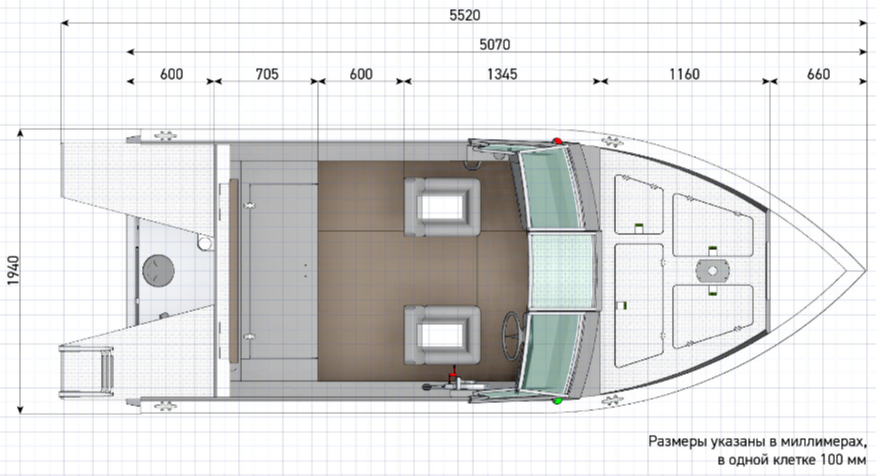 5520
5070
600 705 600 1345 1160 660
1940
Размеры указаны в миллимерах,
в одной клетке 100 мм